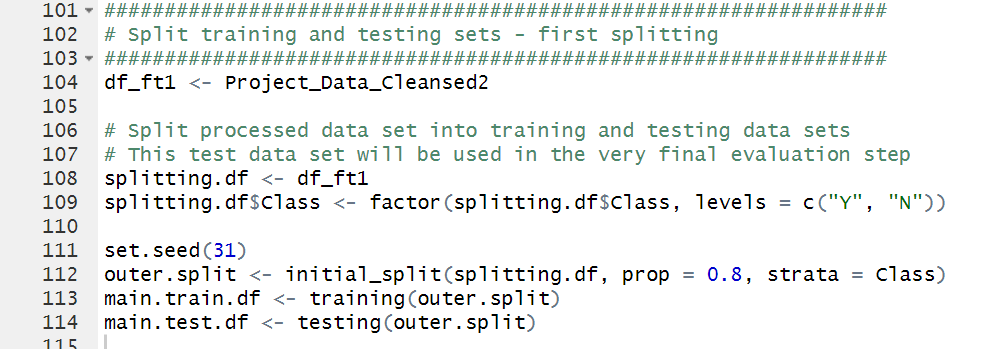 101 #################################################################
102 # Split training and testing sets - first splitting
103 #################################################################
104 df_ft1 <- Project_Data_Cleansed2
105
106 # Split processed data set into training and testing data sets
107 # This test data set will be used in the very final evaluation step
108 splitting.df <- df_ft1
109 splitting.df$Class <- factor(splitting.df$Class, levels = c("Y", "N"))
110
111 set.seed(31)
112 outer.split <- initial_split(splitting.df, prop = 0.8, strata = Class)
113 main.train.df <- training(outer.split)
114 main.test.df <- testing(outer.split)
115